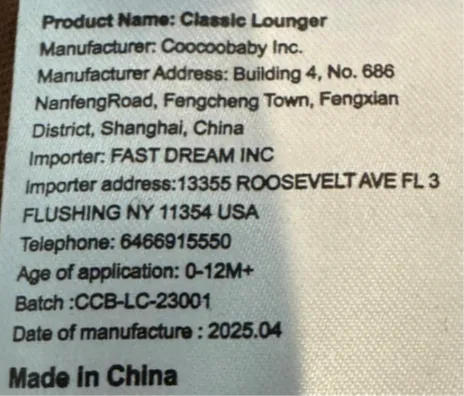 Product Name: Classic Lounger
Manufacturer: Coocoobaby Inc.
Manufacturer Address: Building 4, No. 686
NanfengRoad, Fengcheng Town, Fengxian
District, Shanghai, China
Importer: FAST DREAM INC
Importer address:13355 ROOSEVELT AVE FL 3
FLUSHING NY 11354 USA
Telephone: 6466915550
Age of application: 0-12M+
Batch :CCB-LC-23001
Date of manufacture : 2025.04
Made in China